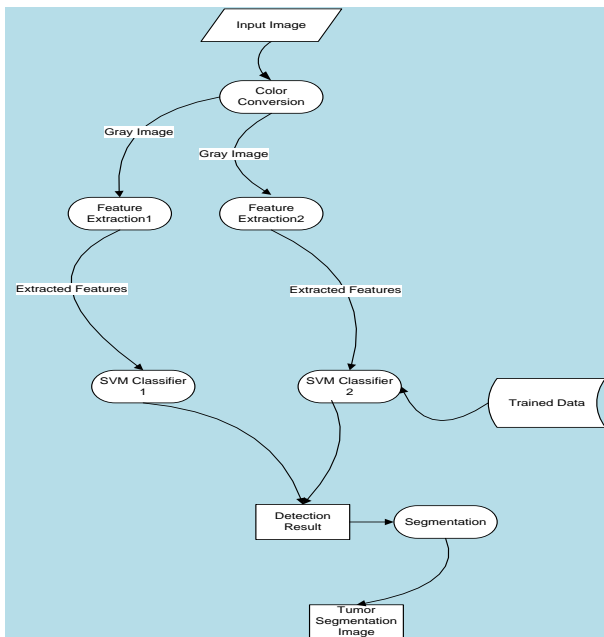 Input Image
Color
Conversion
Gray Image
Gray Image
Feature
Extraction1
Feature
Extraction2
Extracted Features
Extracted Features
SVM Classifier
1
SVM Classifier
2
Trained Data
Detection
Result
Segmentation
Tumor
Segmentation
Image